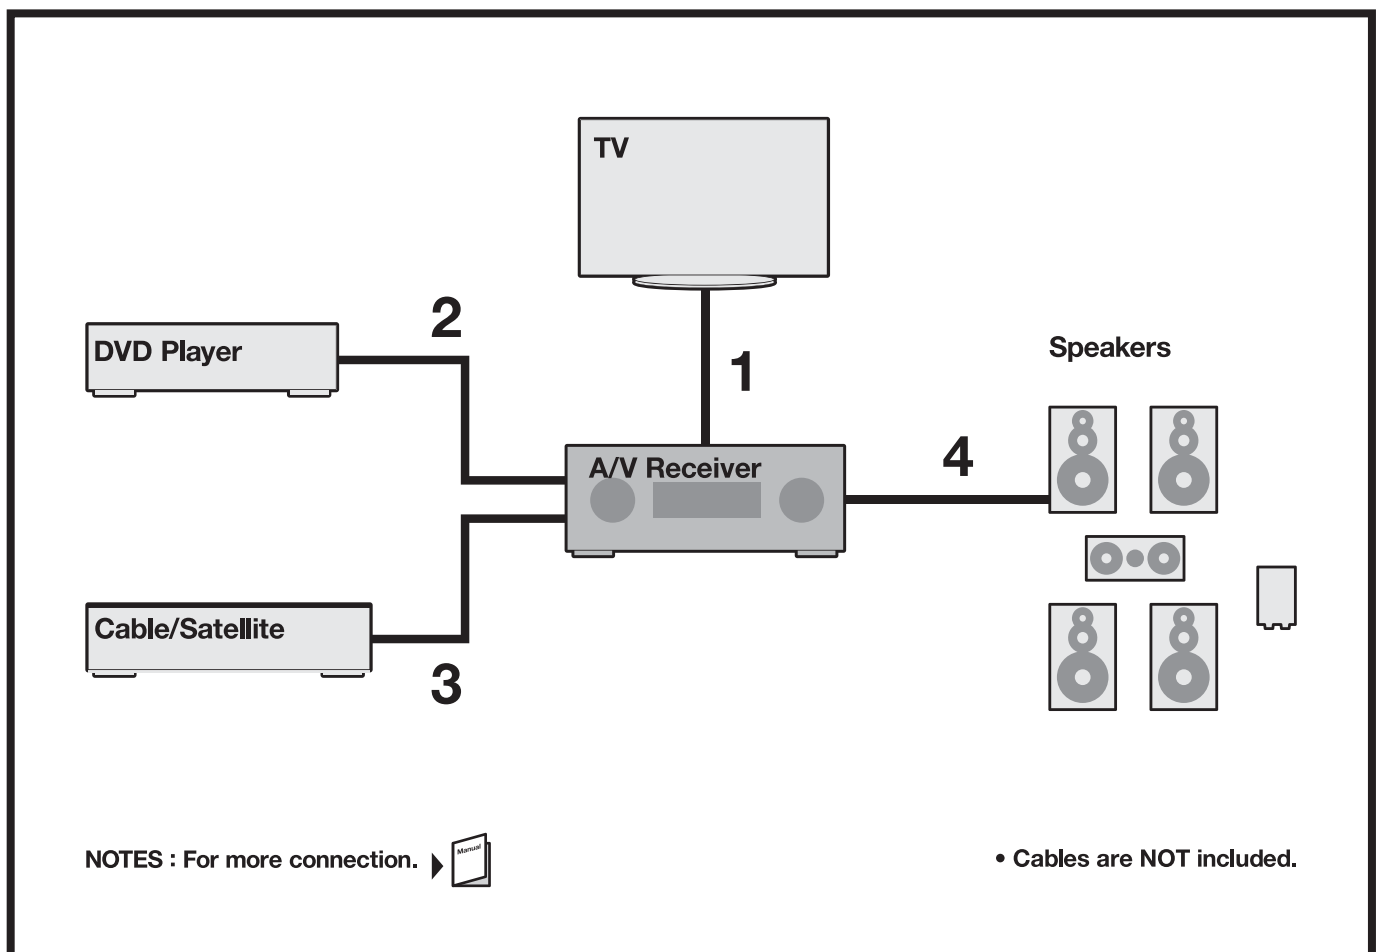 TV
2
DVD Player
1
Speakers
A/V Receiver
4
Cable/Satellite
3
NOTES : For more connection.
Manual
• Cables are NOT included.